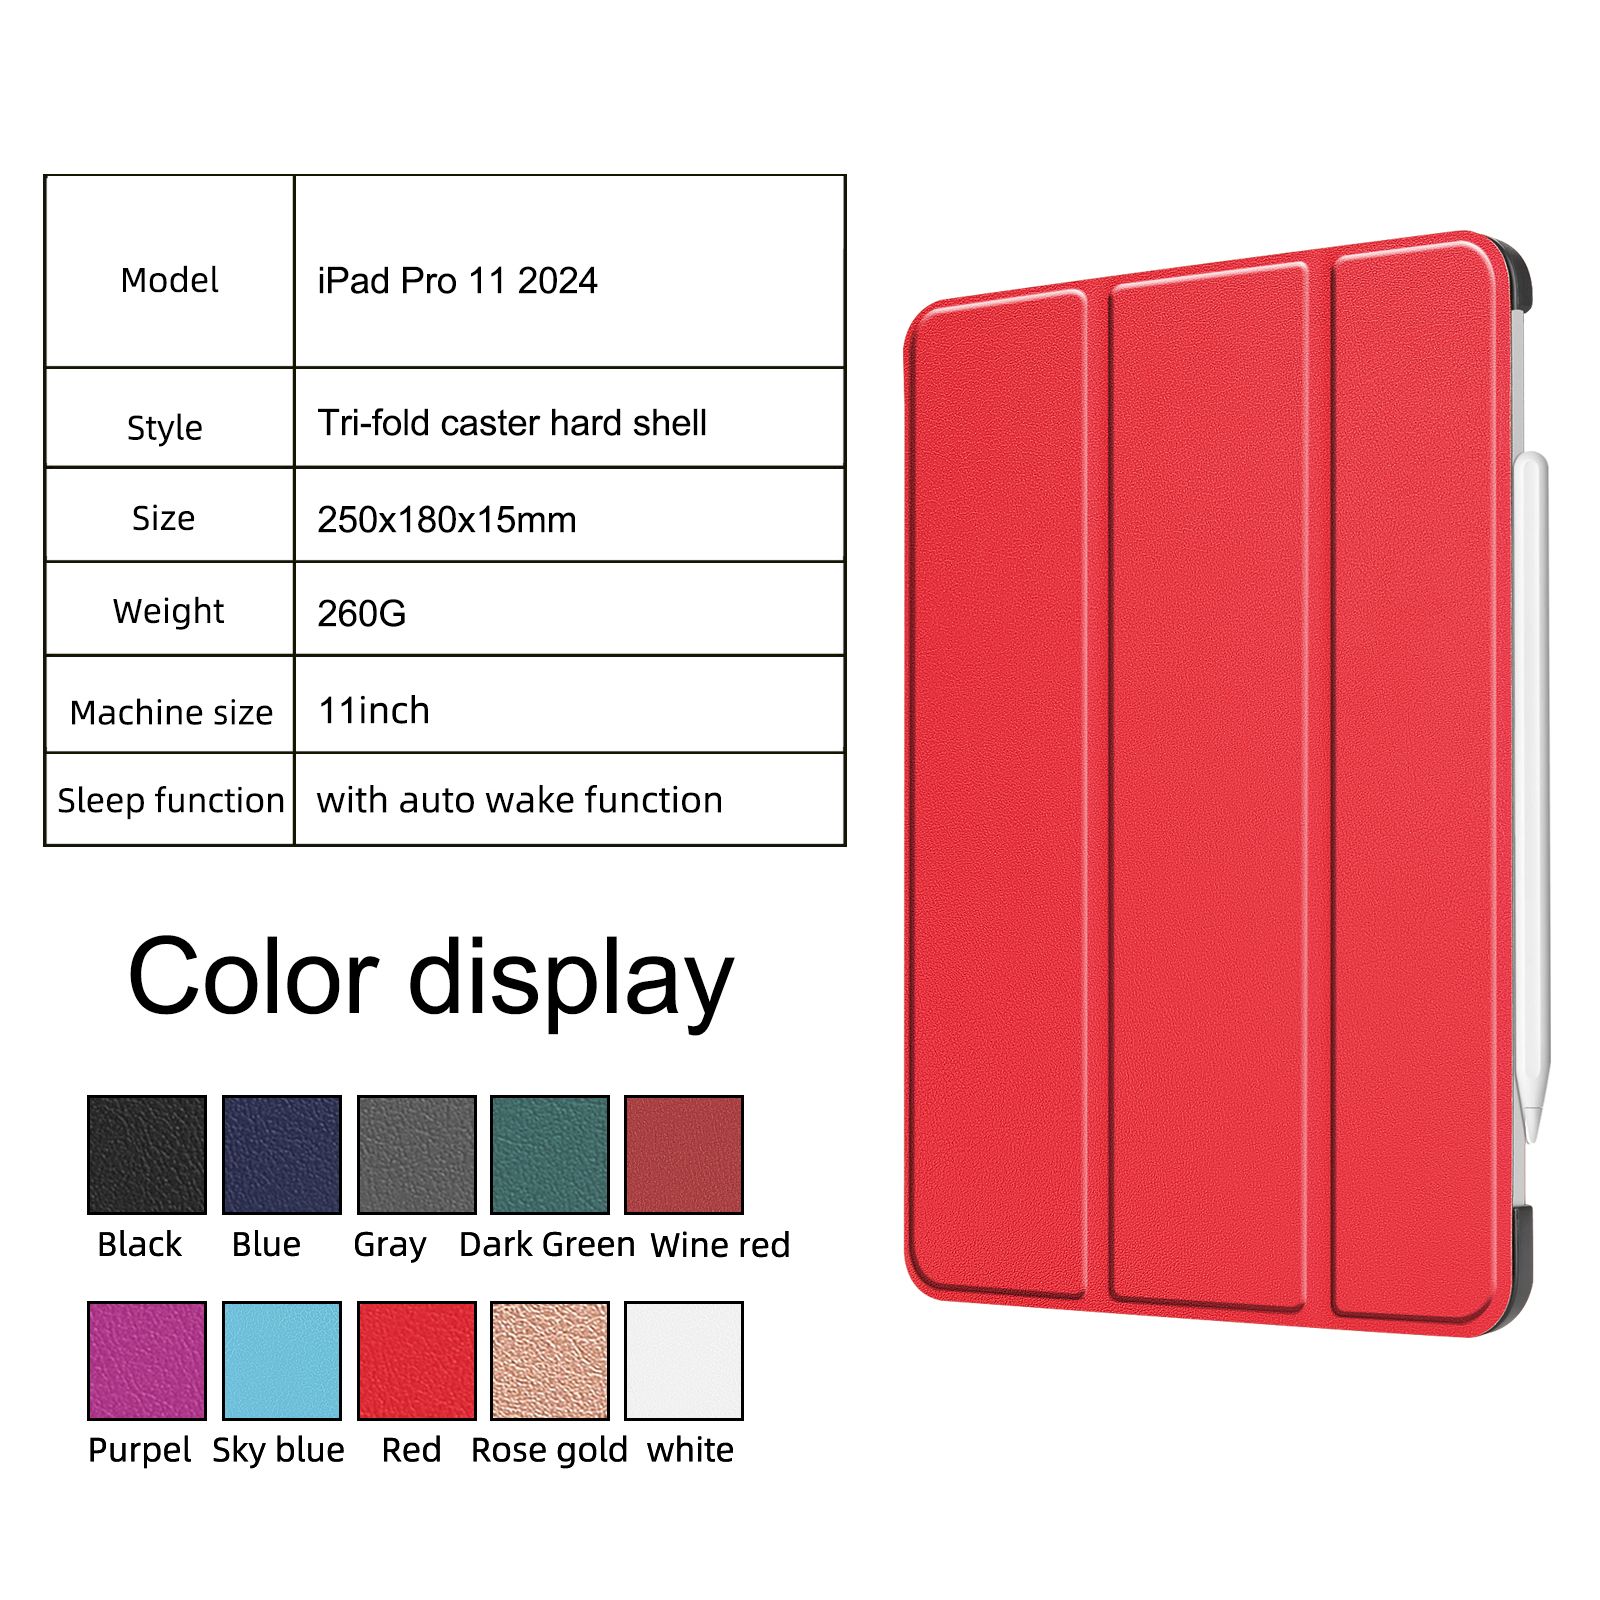 Model
iPad Pro 11 2024
Style
Tri-fold caster hard shell
Size
250x180x15mm
Weight
260G
Machine size
11inch
Sleep function
with auto wake function
Color display
Black Blue Gray Dark Green Wine red
Purpel Sky blue Red Rose gold white